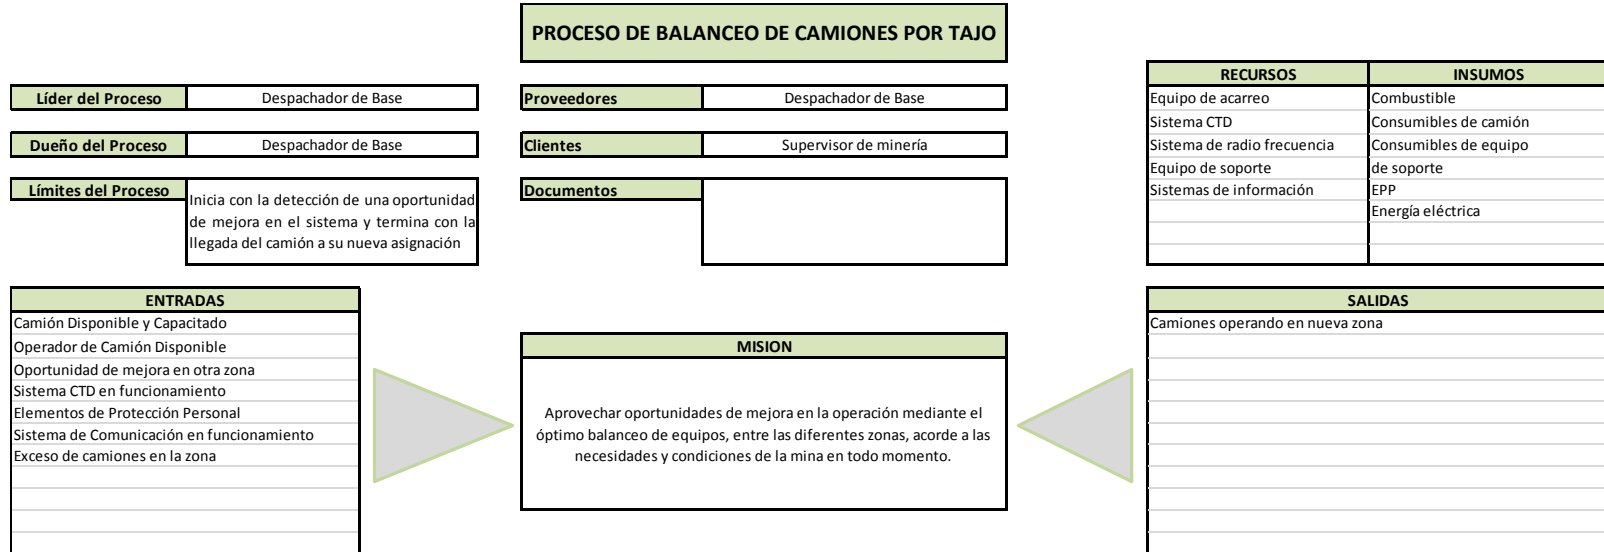 PROCESO DE BALANCEO DE CAMIONES POR TAJO
Líder del Proceso
Despachador de Base
Dueño del Proceso
Despachador de Base
Límites del Proceso
Inicia con la detección de una oportunidad
de mejora en el sistema y termina con la
llegada del camión a su nueva asignación
Proveedores
Despachador de Base
Clientes
Supervisor de minería
Documentos
RECURSOS
Equipo de acarreo
Sistema CTD
Sistema de radio frecuencia
Equipo de soporte
Sistemas de información
INSUMOS
Combustible
Consumibles de camión
Consumibles de equipo
de soporte
EPP
Energía eléctrica
ENTRADAS
Camión Disponible y Capacitado
Operador de Camión Disponible
Oportunidad de mejora en otra zona
Sistema CTD en funcionamiento
Elementos de Protección Personal
Sistema de Comunicación en funcionamiento
Exceso de camiones en la zona
MISION
Aprovechar oportunidades de mejora en la operación mediante el
óptimo balanceo de equipos, entre las diferentes zonas, acorde a las
necesidades y condiciones de la mina en todo momento.
SALIDAS
Camiones operando en nueva zona